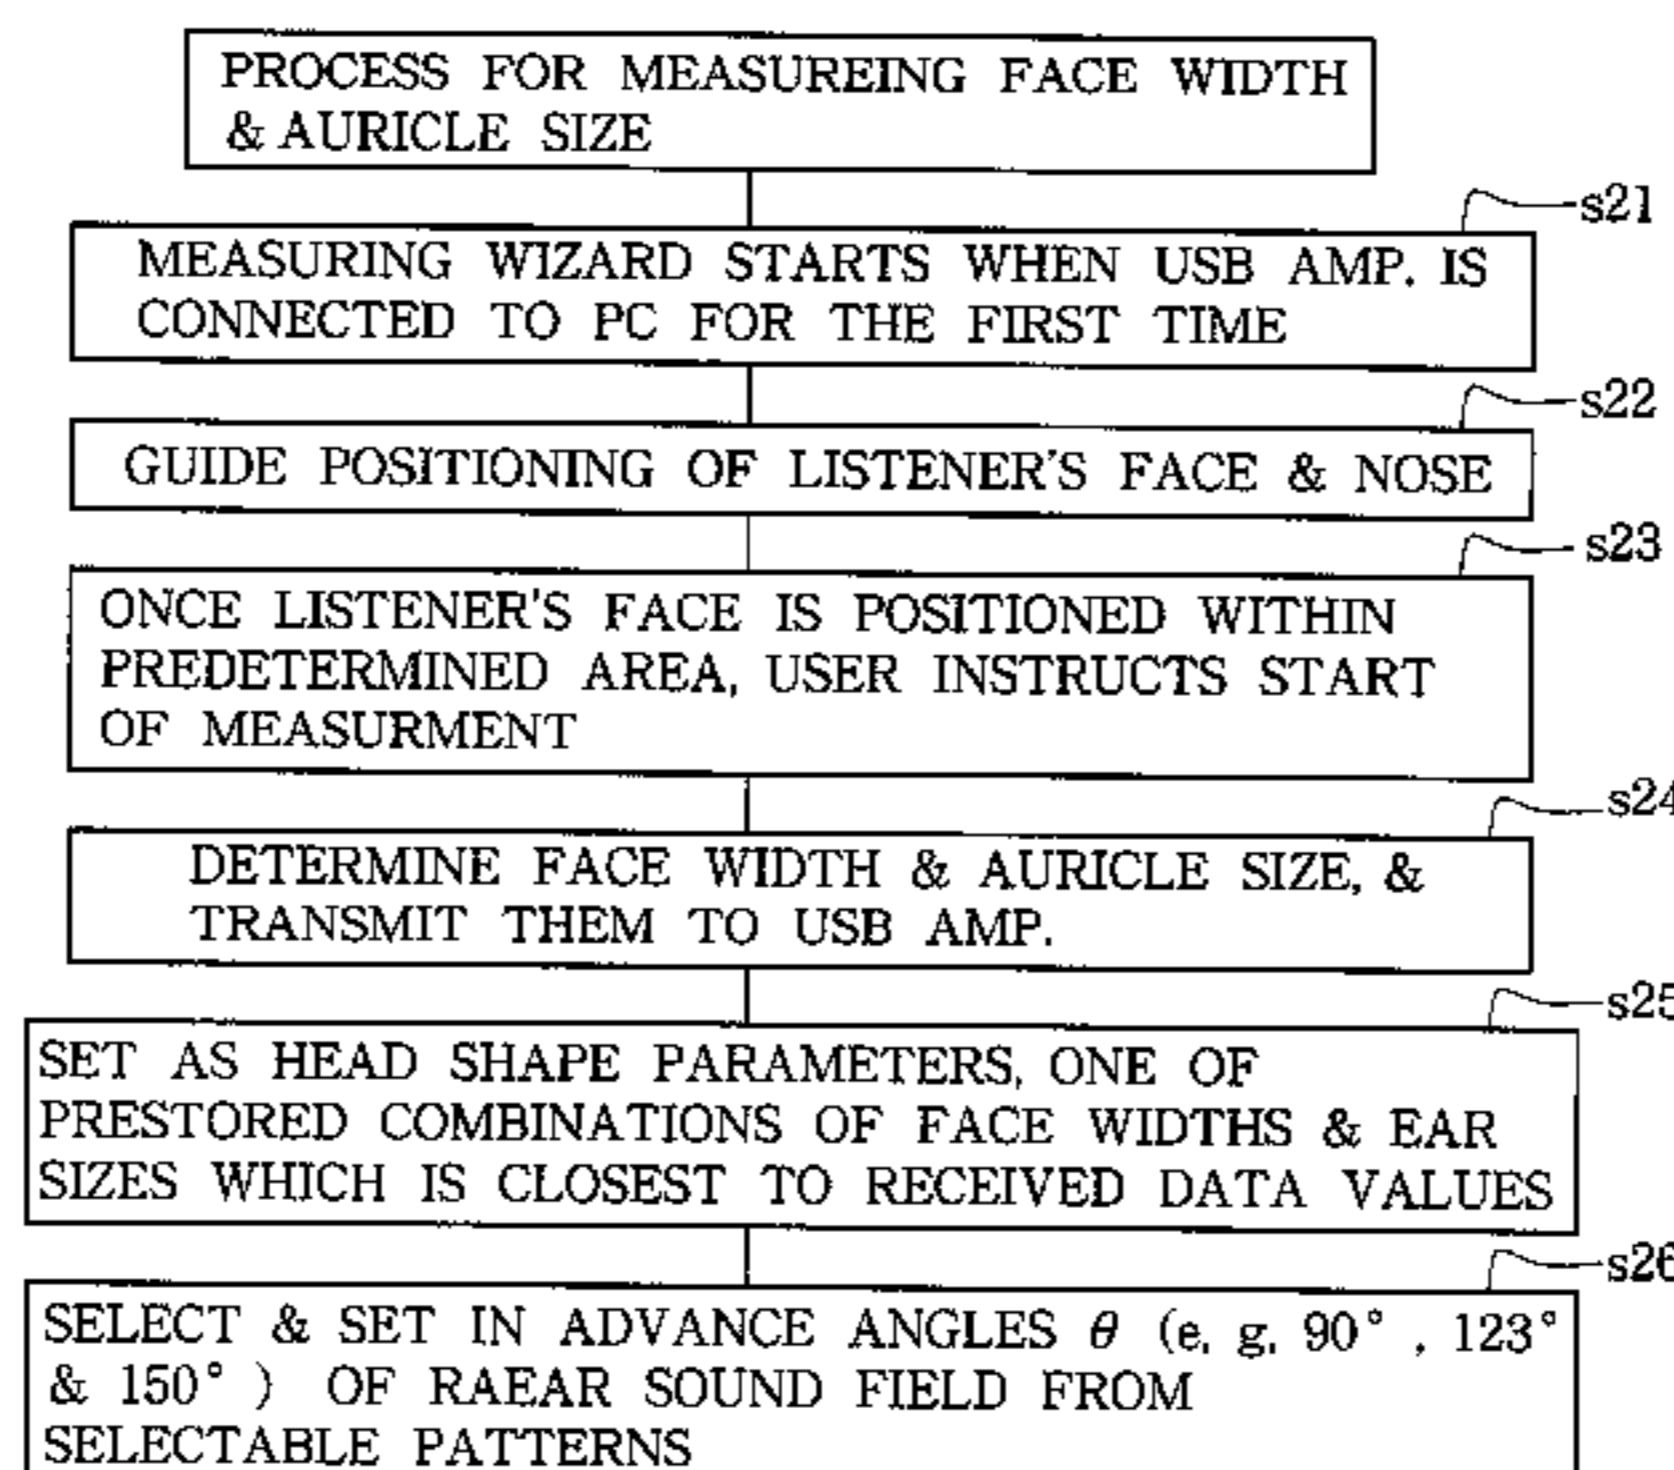 PROCESS FOR MEASUREING FACE WIDTH
& AURICLE SIZE
s21
MEASURING WIZARD STARTS WHEN USB AMP. IS
CONNECTED TO PC FOR THE FIRST TIME
s22
GUIDE POSITIONING OF LISTENER'S FACE & NOSE
s23
ONCE LISTENER'S FACE IS POSITIONED WITHIN
PREDETERMINED AREA, USER INSTRUCTS START
OF MEASURMENT
s24
DETERMINE FACE WIDTH & AURICLE SIZE, &
TRANSMIT THEM TO USB AMP.
s25
SET AS HEAD SHAPE PARAMETERS, ONE OF
PRESTORED COMBINATIONS OF FACE WIDTHS & EAR
SIZES WHICH IS CLOSEST TO RECEIVED DATA VALUES
s26
SELECT & SET IN ADVANCE ANGLES θ (e, g, 90° , 123°
& 150° ) OF RAEAR SOUND FIELD FROM
SELECTABLE PATTERNS